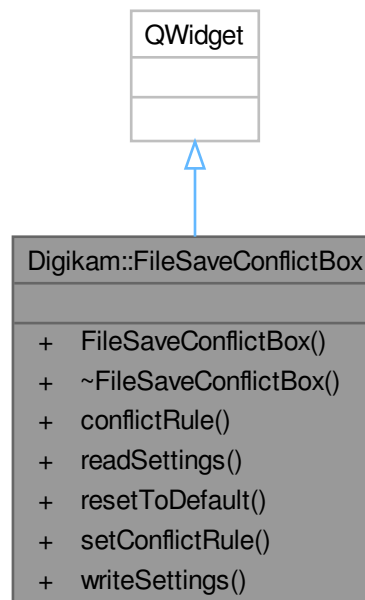 QWidget
Digikam::FileSaveConflictBox
+ FileSaveConflictBox()
+ ~FileSaveConflictBox()
+ conflictRule()
+ readSettings()
+ resetToDefault()
+ setConflictRule()
+ writeSettings()